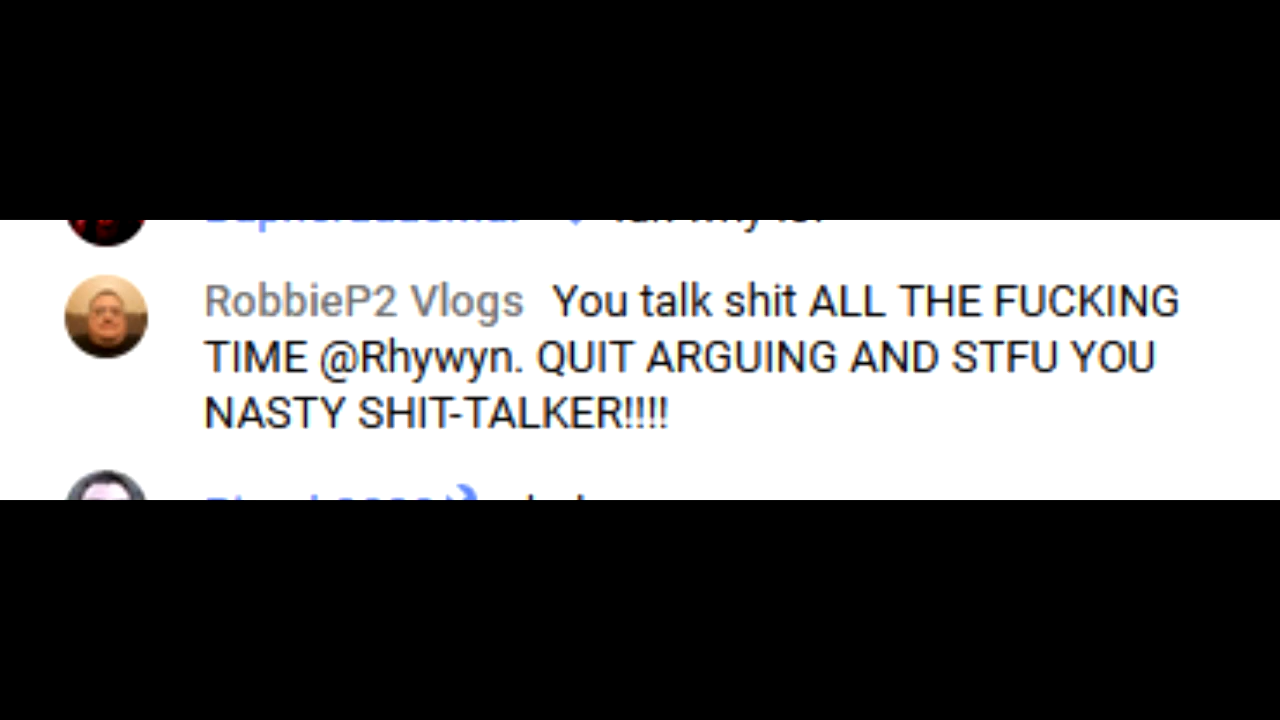 RobbieP2 Vlogs You talk shit ALL THE FUCKING
TIME @Rhywyn. QUIT ARGUING AND STFU YOU
NASTY SHIT-TALKER!!!!